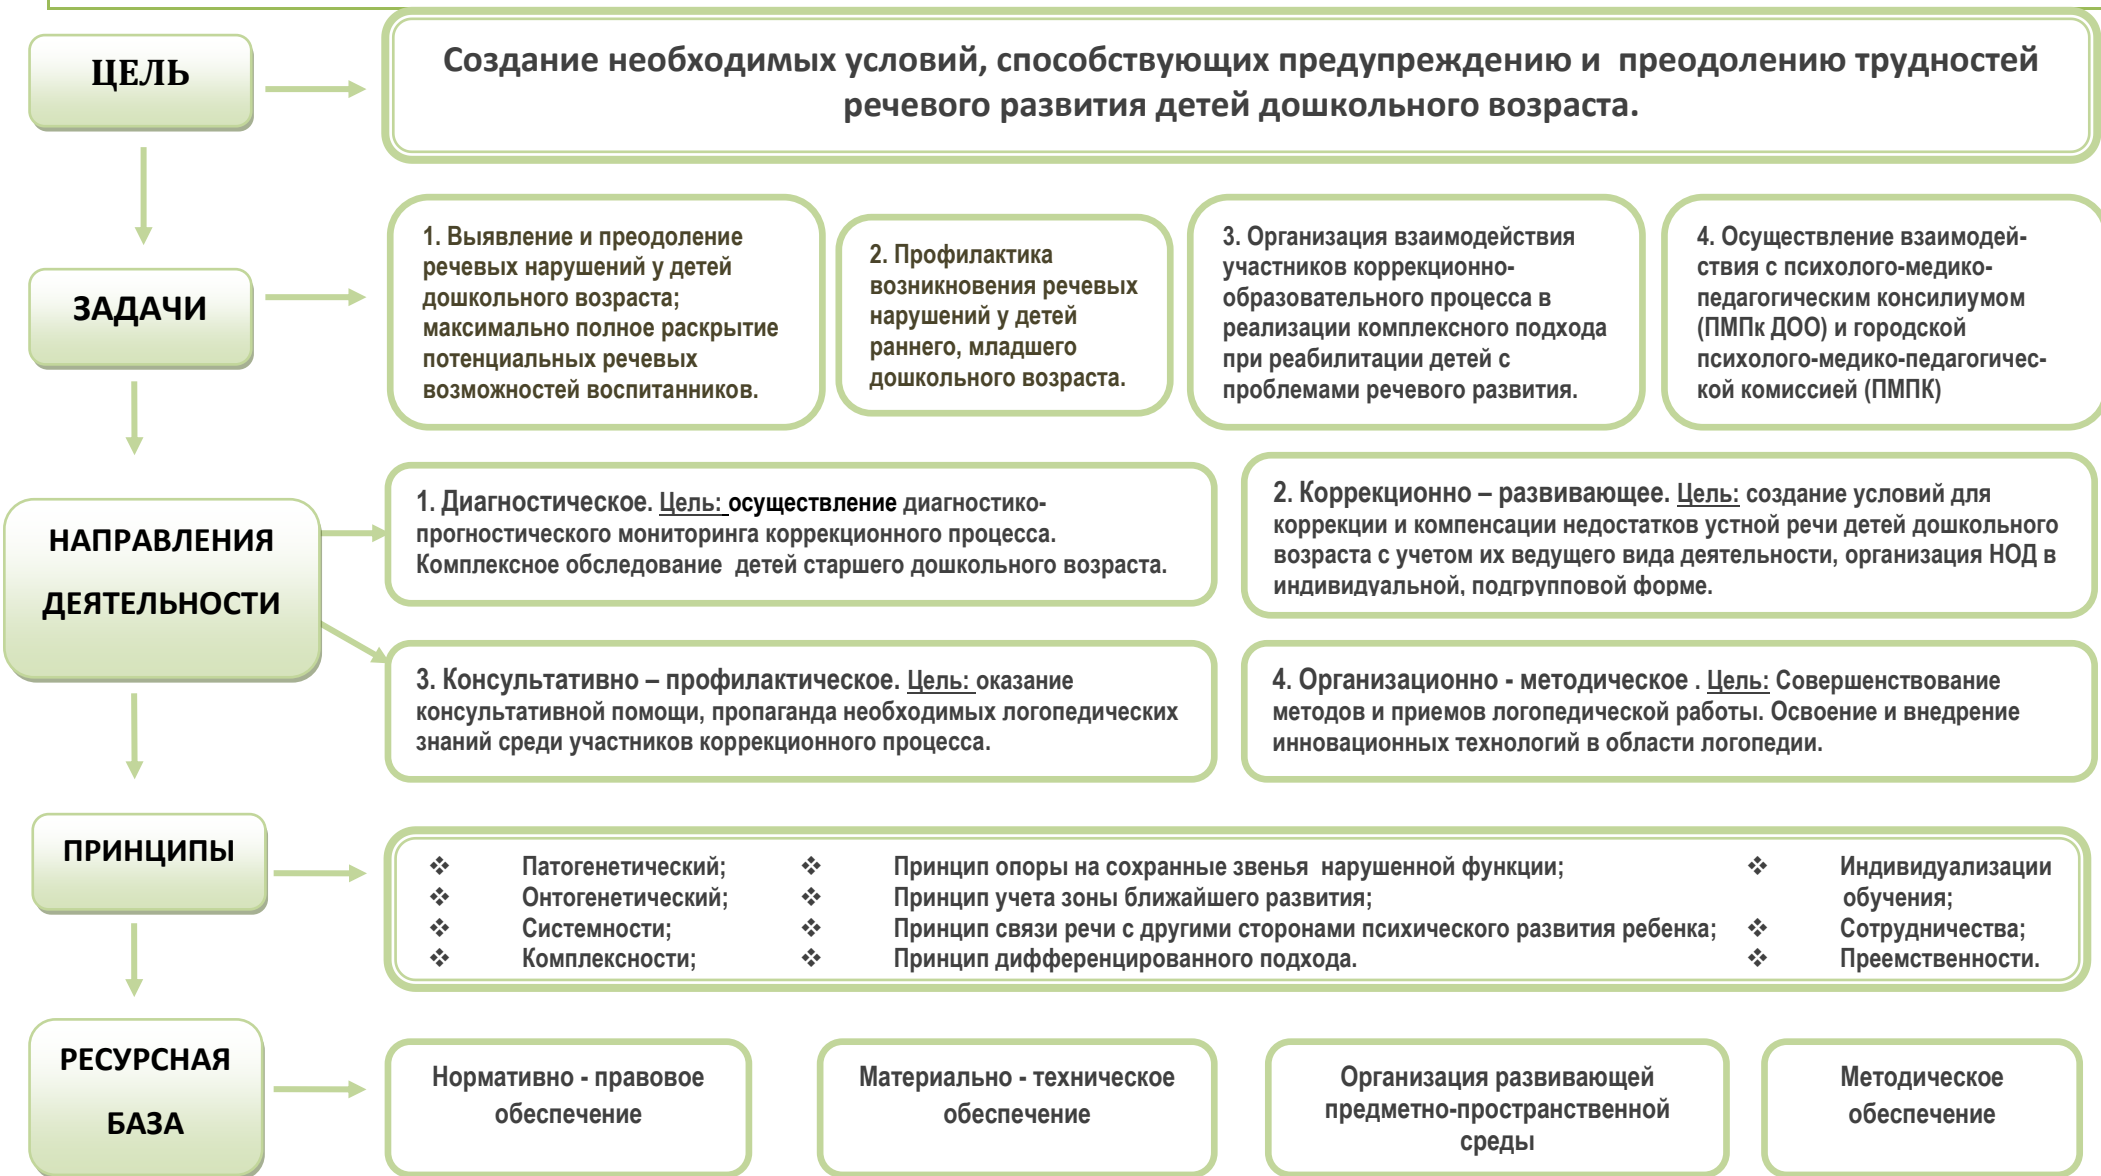 ЦЕЛЬ
Создание необходимых условий, способствующих предупреждению и преодолению трудностей
речевого развития детей дошкольного возраста.
ЗАДАЧИ
1. Выявление и преодоление
речевых нарушений у детей
дошкольного возраста;
максимально полное раскрытие
потенциальных речевых
возможностей воспитанников.
2. Профилактика
возникновения речевых
нарушений у детей
раннего, младшего
дошкольного возраста.
3. Организация взаимодействия
участников коррекционно-
образовательного процесса в
реализации комплексного подхода
при реабилитации детей с
проблемами речевого развития.
4. Осуществление взаимодей-
ствия с психолого-медико-
педагогическим консилиумом
(ПМПк ДОО) и городской
психолого-медико-педагогичес-
кой комиссией (ПМПК)
НАПРАВЛЕНИЯ
ДЕЯТЕЛЬНОСТИ
1. Диагностическое. Цель: осуществление диагностико-
прогностического мониторинга коррекционного процесса.
Комплексное обследование детей старшего дошкольного возраста.
2. Коррекционно – развивающее. Цель: создание условий для
коррекции и компенсации недостатков устной речи детей дошкольного
возраста с учетом их ведущего вида деятельности, организация НОД в
индивидуальной, подгрупповой форме.
3. Консультативно – профилактическое. Цель: оказание
консультативной помощи, пропаганда необходимых логопедических
знаний среди участников коррекционного процесса.
4. Организационно - методическое . Цель: Совершенствование
методов и приемов логопедической работы. Освоение и внедрение
инновационных технологий в области логопедии.
ПРИНЦИПЫ
❖ Патогенетический;
❖ Онтогенетический;
❖ Системности;
❖ Комплексности;
❖ Принцип опоры на сохранные звенья нарушенной функции;
❖ Принцип учета зоны ближайшего развития;
❖ Принцип связи речи с другими сторонами психического развития ребенка;
❖ Принцип дифференцированного подхода.
❖ Индивидуализации
обучения;
❖ Сотрудничества;
❖ Преемственности.
РЕСУРСНАЯ
БАЗА
Нормативно - правовое
обеспечение
Материально - техническое
обеспечение
Организация развивающей
предметно-пространственной
среды
Методическое
обеспечение